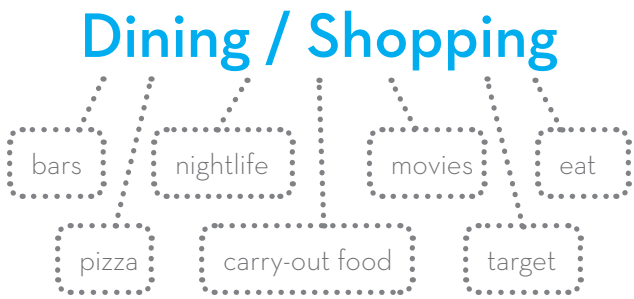 Dining / Shopping
bars
nightlife
movies
eat
pizza
carry-out food
target